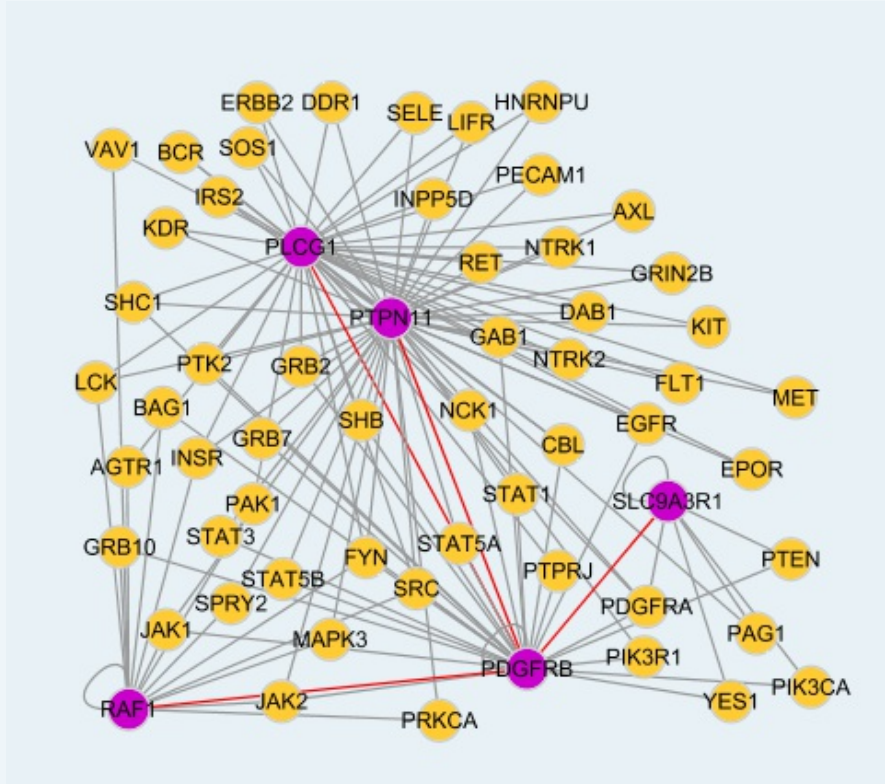 ERBB2
DDR1
SELE
LIFR
HNRNPU
VAV1
BCR
SOS1
IRS2
INPP5D
PECAM1
KDR
AXL
PLCG1
RET
NTRK1
GRIN2B
SHC1
PTPN11
DAB1
KIT
GAB1
NTRK2
LCK
PTK2
GRB2
FLT1
MET
BAG1
SHB
NCK1
EGFR
GRB7
CBL
AGTR1
INSR
EPOR
STAT1
SLC9A3R1
PAK1
GRB10
STAT3
FYN
STAT5A
PTEN
STAT5B
SRC
PTPRJ
SPRY2
PDGFRA
JAK1
MAPK3
PAG1
PDGFRB
PIK3R1
PIK3CA
RAF1
JAK2
YES1
PRKCA